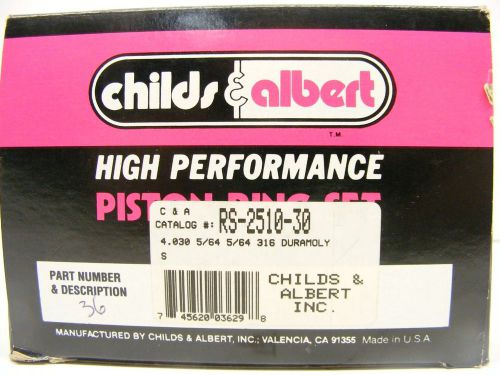 childs & albert
T.M.
HIGH PERFORMANCE
PISTON RING SET
C & A
CATALOG #: RS-2510-30
4.030 5/64 5/64 316 DURAMOLY
S
PART NUMBER
& DESCRIPTION
36
CHILDS &
ALBERT
INC.
7 45620 03629 8
MANUFACTURED BY CHILDS & ALBERT, INC.; VALENCIA, CA 91355 Made in U.S.A